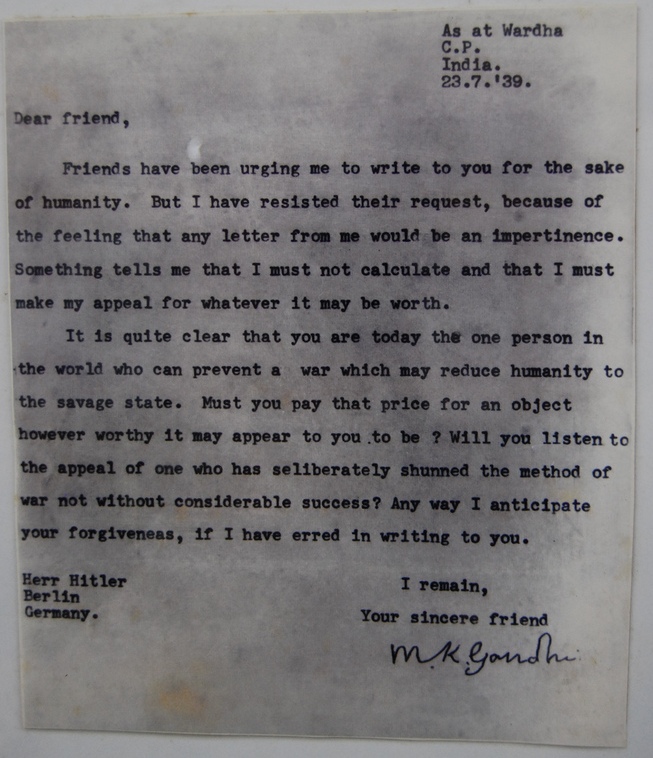 As at Wardha
C.P.
India.
23.7.'39.
Dear friend,
Friends have been urging me to write to you for the sake
of humanity. But I have resisted their request, because of
the feeling that any letter from me would be an impertinence.
Something tells me that I must not calculate and that I must
make my appeal for whatever it may be worth.
It is quite clear that you are today the one person in
the world who can prevent a war which may reduce humanity to
the savage state. Must you pay that price for an object
however worthy it may appear to you to be ? Will you listen to
the appeal of one who has seliberately shunned the method of
war not without considerable success? Any way I anticipate
your forgiveneas, if I have erred in writing to you.
Herr Hitler
Berlin
Germany.
I remain,
Your sincere friend
M.K.Gandhi